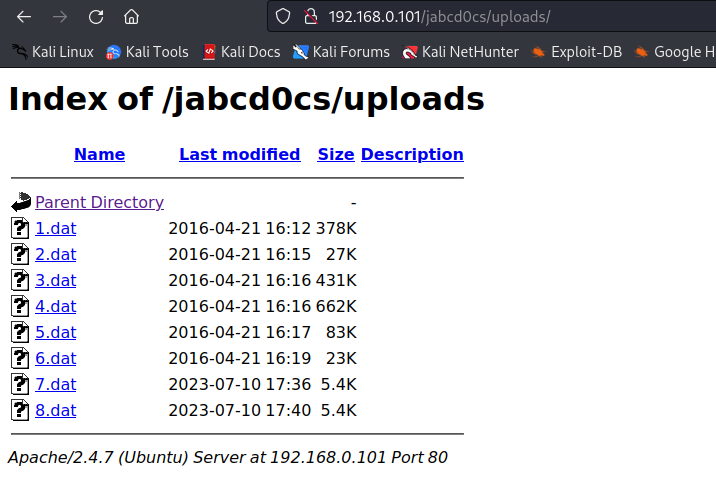 192.168.0.101/jabcd0cs/uploads/
Kali Linux Kali Tools Kali Docs Kali Forums Kali NetHunter Exploit-DB Google H
Index of /jabcd0cs/uploads
Name Last modified Size Description
Parent Directory -
1.dat 2016-04-21 16:12 378K
2.dat 2016-04-21 16:15 27K
3.dat 2016-04-21 16:16 431K
4.dat 2016-04-21 16:16 662K
5.dat 2016-04-21 16:17 83K
6.dat 2016-04-21 16:19 23K
7.dat 2023-07-10 17:36 5.4K
8.dat 2023-07-10 17:40 5.4K
Apache/2.4.7 (Ubuntu) Server at 192.168.0.101 Port 80